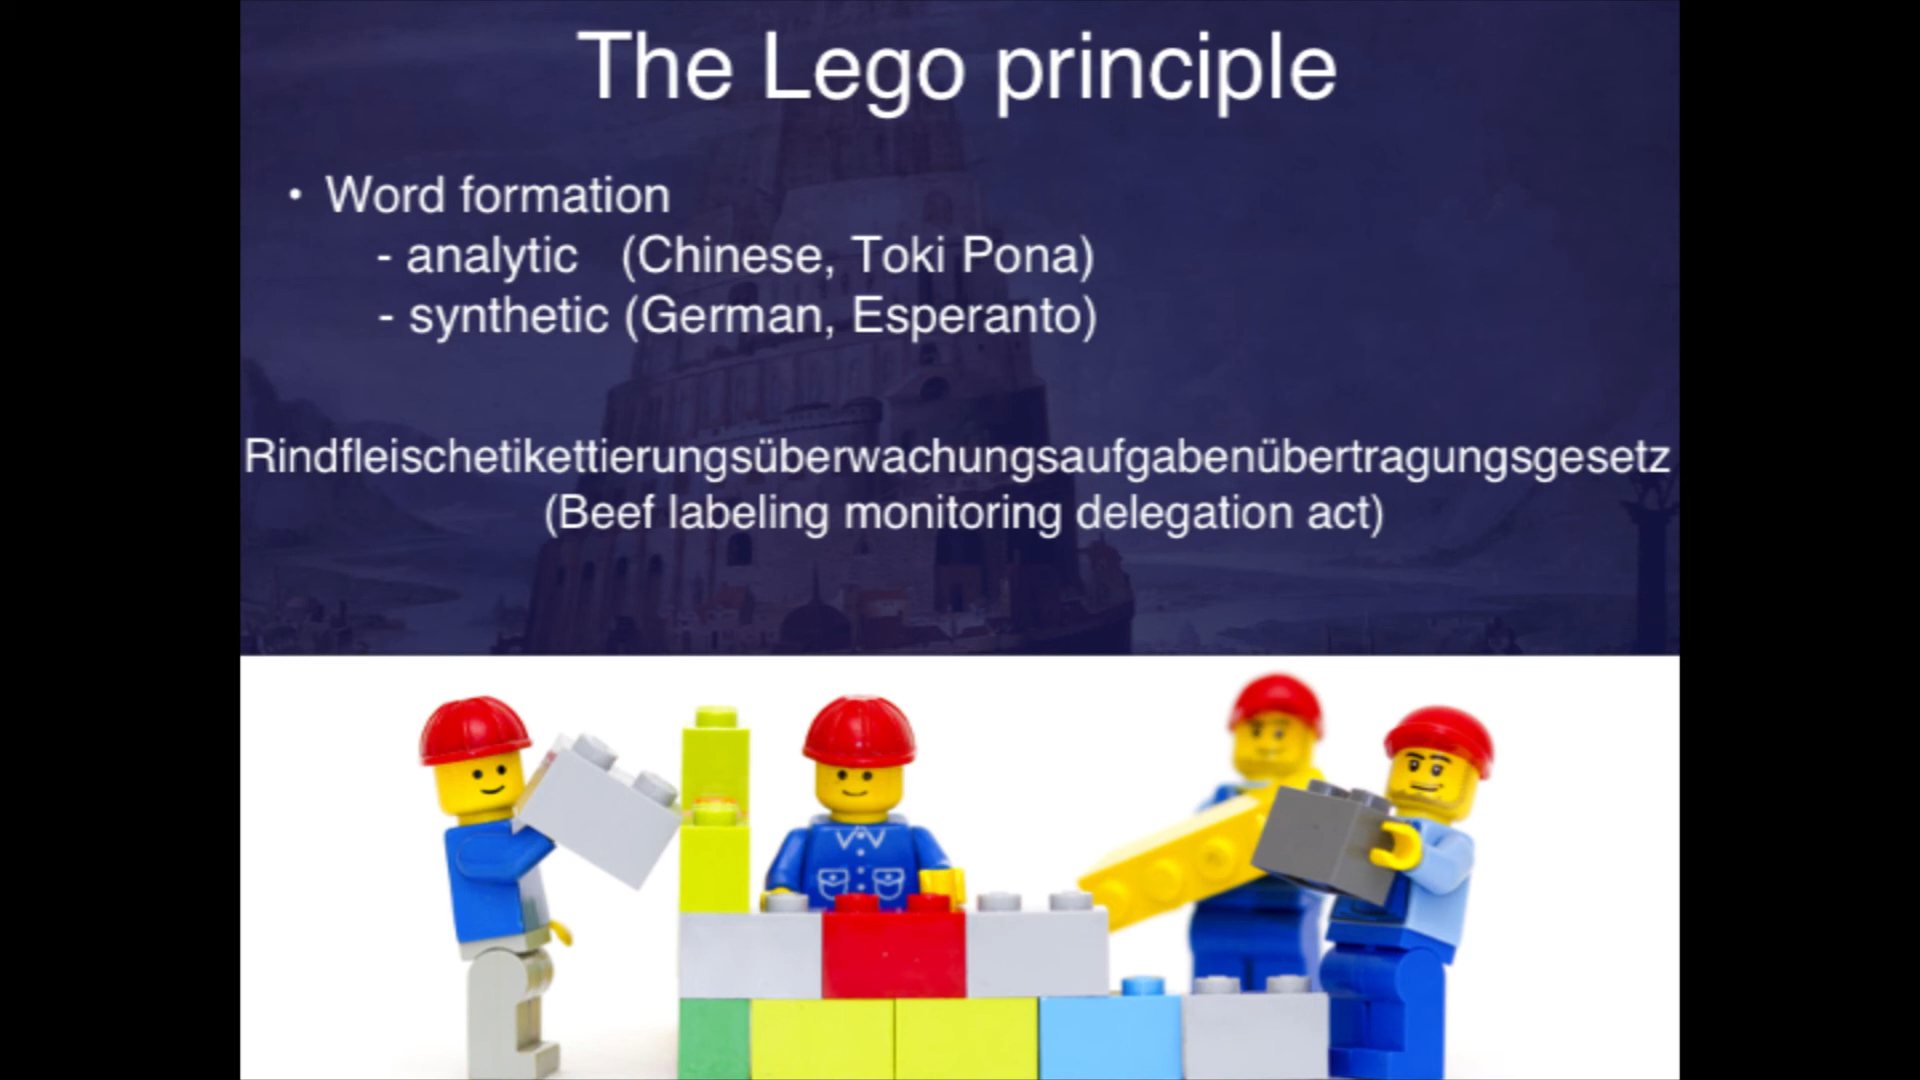 The Lego principle
• Word formation
- analytic (Chinese, Toki Pona)
- synthetic (German, Esperanto)
Rindfleischetikettierungsüberwachungsaufgabenübertragungsgesetz
(Beef labeling monitoring delegation act)